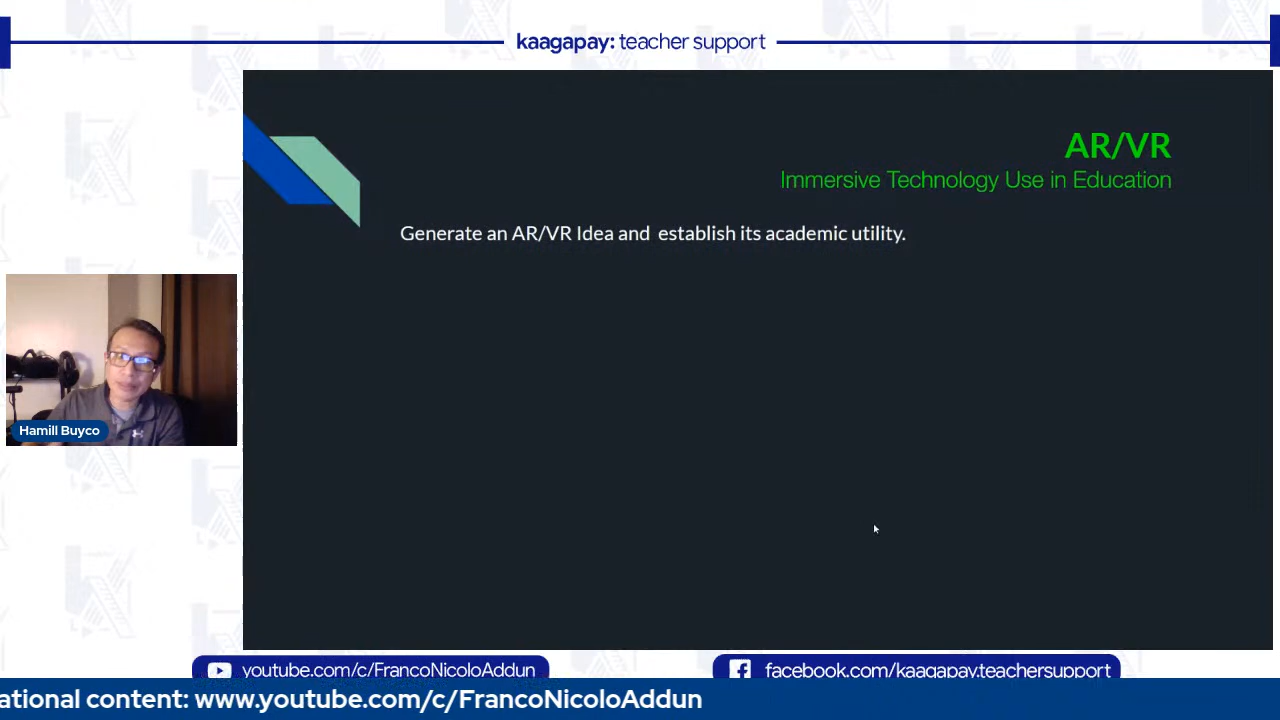 kaagapay: teacher support
AR/VR
Immersive Technology Use in Education
Generate an AR/VR Idea and establish its academic utility.
Hamill Buyco
youtube.com/c/FrancoNicoloAddun
facebook.com/kaagapay.teachersupport
ational content: www.youtube.com/c/FrancoNicoloAddun